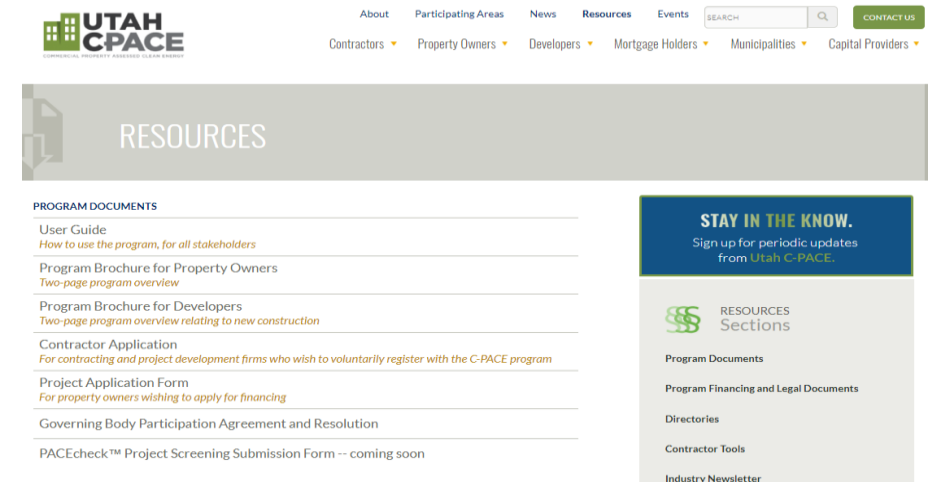 UTAH
CPACE
COMMERCIAL PROPERTY ASSESSED CLEAN ENERGY
About Participating Areas News Resources Events SEARCH CONTACT US
Contractors Property Owners Developers Mortgage Holders Municipalities Capital Providers
RESOURCES
PROGRAM DOCUMENTS
User Guide
How to use the program, for all stakeholders
Program Brochure for Property Owners
Two-page program overview
Program Brochure for Developers
Two-page program overview relating to new construction
Contractor Application
For contracting and project development firms who wish to voluntarily register with the C-PACE program
Project Application Form
For property owners wishing to apply for financing
Governing Body Participation Agreement and Resolution
PACEcheck™ Project Screening Submission Form -- coming soon
STAY IN THE KNOW.
Sign up for periodic updates
from Utah C-PACE.
RESOURCES
Sections
Program Documents
Program Financing and Legal Documents
Directories
Contractor Tools
Industry Newsletter